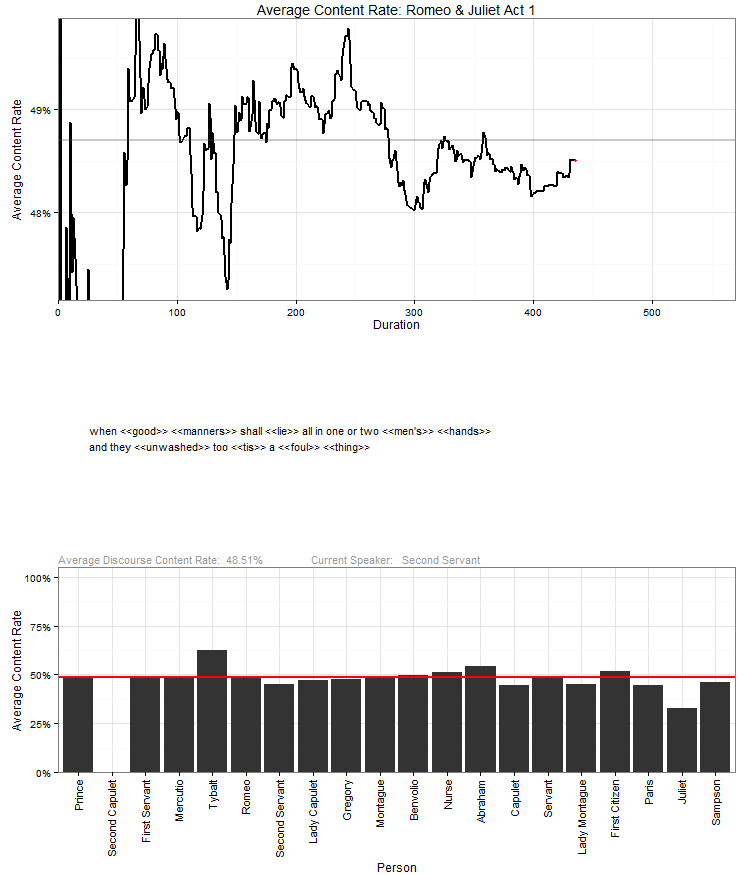 Average Content Rate: Romeo & Juliet Act 1
Average Content Rate
49%
48%
0 100 200 300 400 500
Duration
when <<good>> <<manners>> shall <<lie>> all in one or two <<men's>> <<hands>>
and they <<unwashed>> too <<tis>> a <<foul>> <<thing>>
Average Discourse Content Rate: 48.51% Current Speaker: Second Servant
Average Content Rate
100%
75%
50%
25%
0%
Prince
Second Capulet
First Servant
Mercutio
Tybalt
Romeo
Second Servant
Lady Capulet
Gregory
Montague
Benvolio
Nurse
Abraham
Capulet
Servant
Lady Montague
First Citizen
Paris
Juliet
Sampson
Person